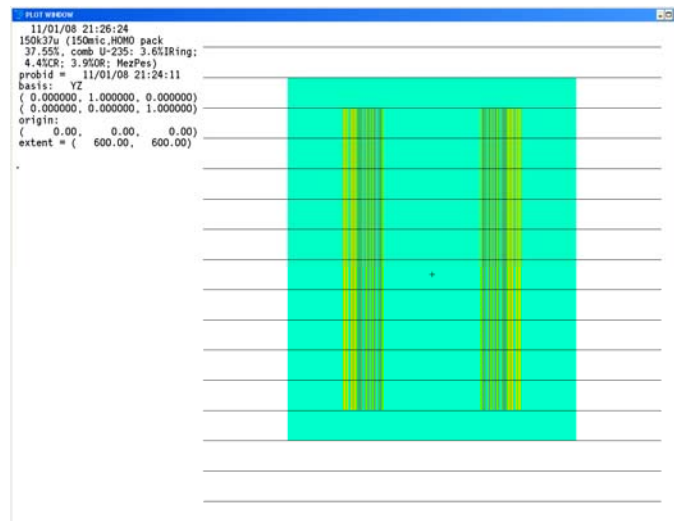 PLOT WINDOW
11/01/08 21:26:24
150k37u (150mic,HOMO pack
37.55%, comb U-235: 3.6%IRing;
4.4%CR; 3.9%OR; MezPes)
probid = 11/01/08 21:24:11
basis: YZ
( 0.000000, 1.000000, 0.000000)
( 0.000000, 0.000000, 1.000000)
origin:
( 0.00, 0.00, 0.00)
extent = ( 600.00, 600.00)